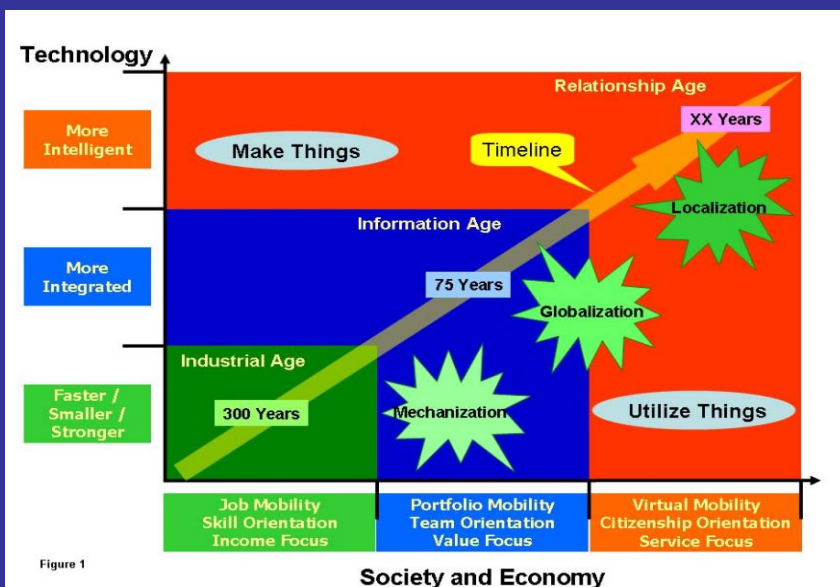 Technology
Relationship Age
XX Years
More
Intelligent
Make Things
Timeline
Localization
Information Age
More
Integrated
75 Years
Globalization
Industrial Age
Faster /
Smaller /
Stronger
300 Years
Mechanization
Utilize Things
Job Mobility
Skill Orientation
Income Focus
Portfolio Mobility
Team Orientation
Value Focus
Virtual Mobility
Citizenship Orientation
Service Focus
Figure 1
Society and Economy